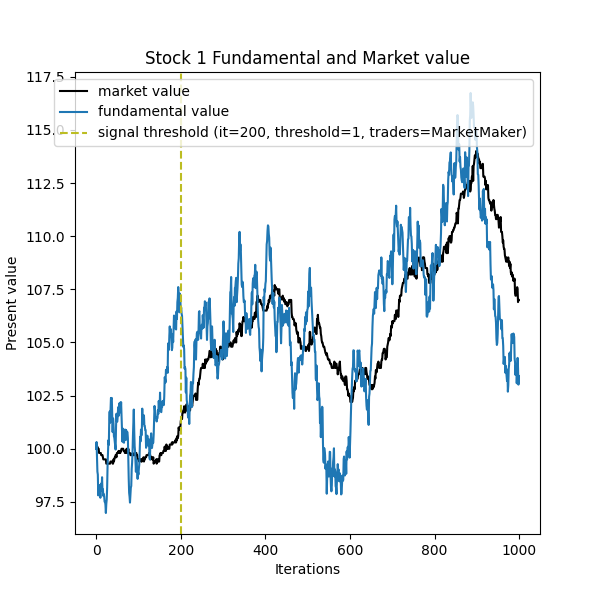 Stock 1 Fundamental and Market value
market value
fundamental value
signal threshold (it=200, threshold=1, traders=MarketMaker)
117.5
115.0
112.5
110.0
107.5
105.0
102.5
100.0
97.5
Present value
0 200 400 600 800 1000
Iterations